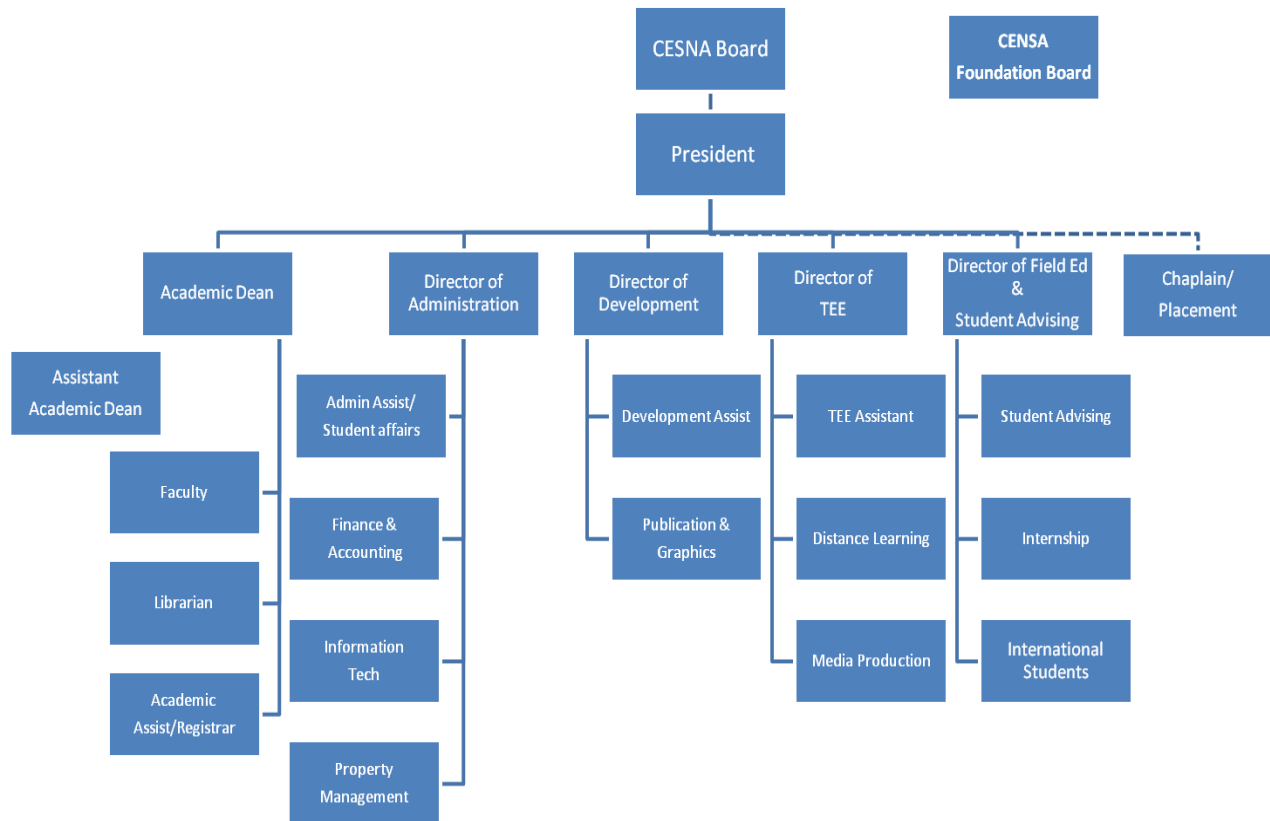 CESNA Board
CENSA
Foundation Board
President
Academic Dean
Director of
Administration
Director of
Development
Director of
TEE
Director of Field Ed
&
Student Advising
Chaplain/
Placement
Assistant
Academic Dean
Admin Assist/
Student affairs
Development Assist
TEE Assistant
Student Advising
Faculty
Finance &
Accounting
Publication &
Graphics
Distance Learning
Internship
Librarian
Information
Tech
Media Production
International
Students
Academic
Assist/Registrar
Property
Management